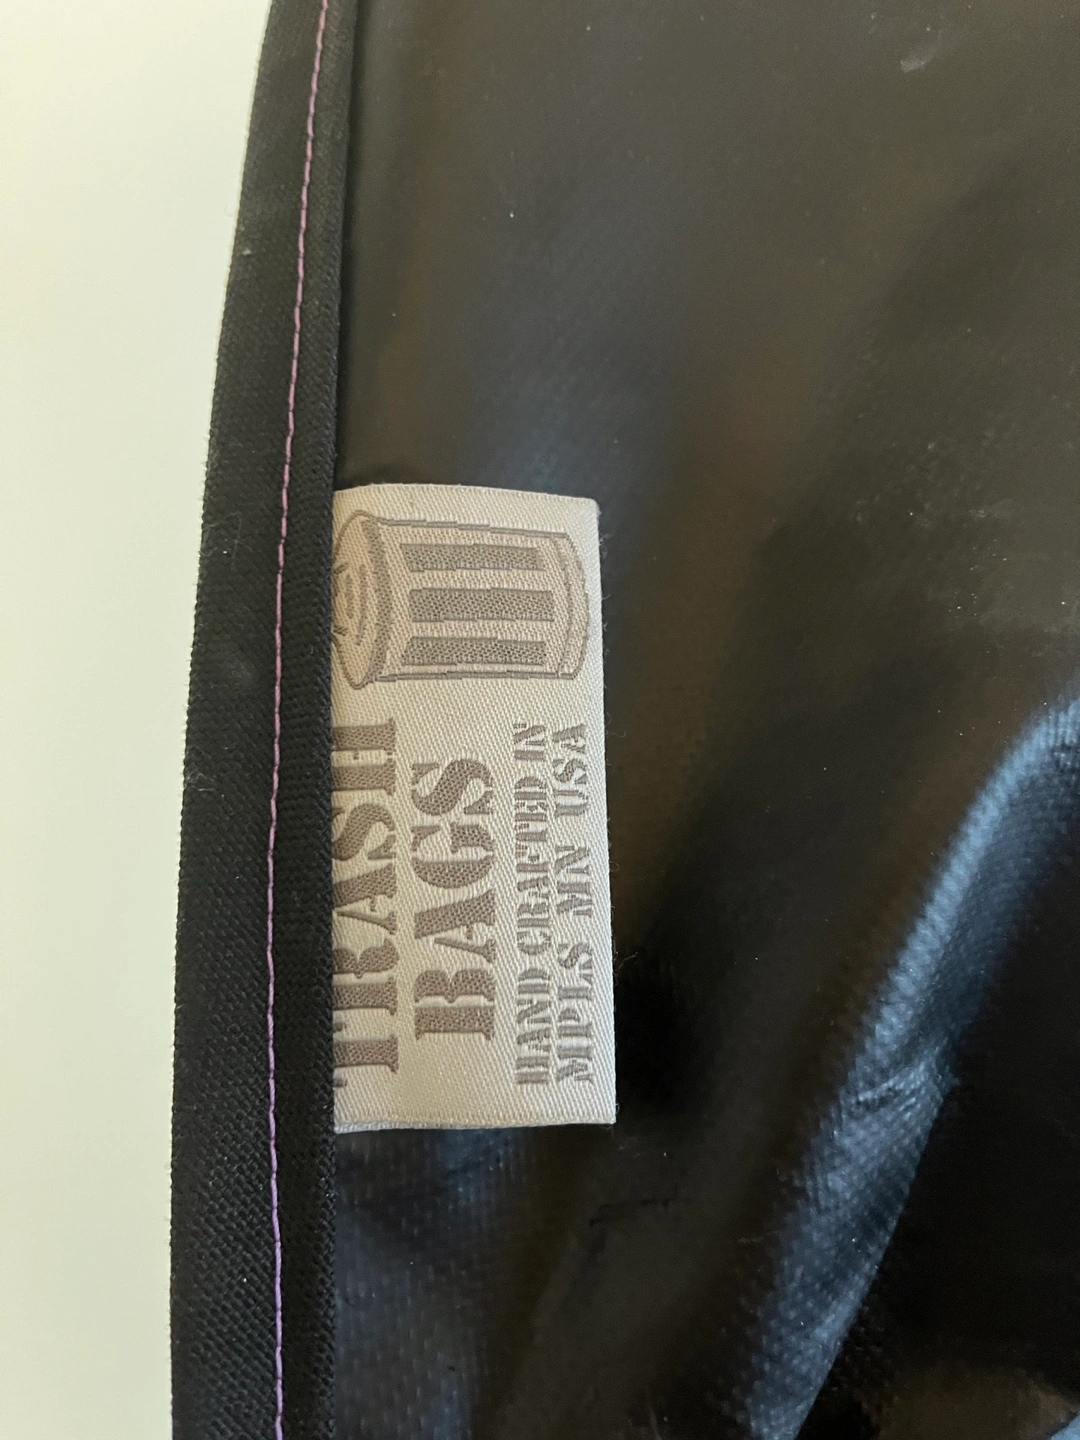 TRASH
BAGS
HAND CRAFTED IN
MPLS MN USA